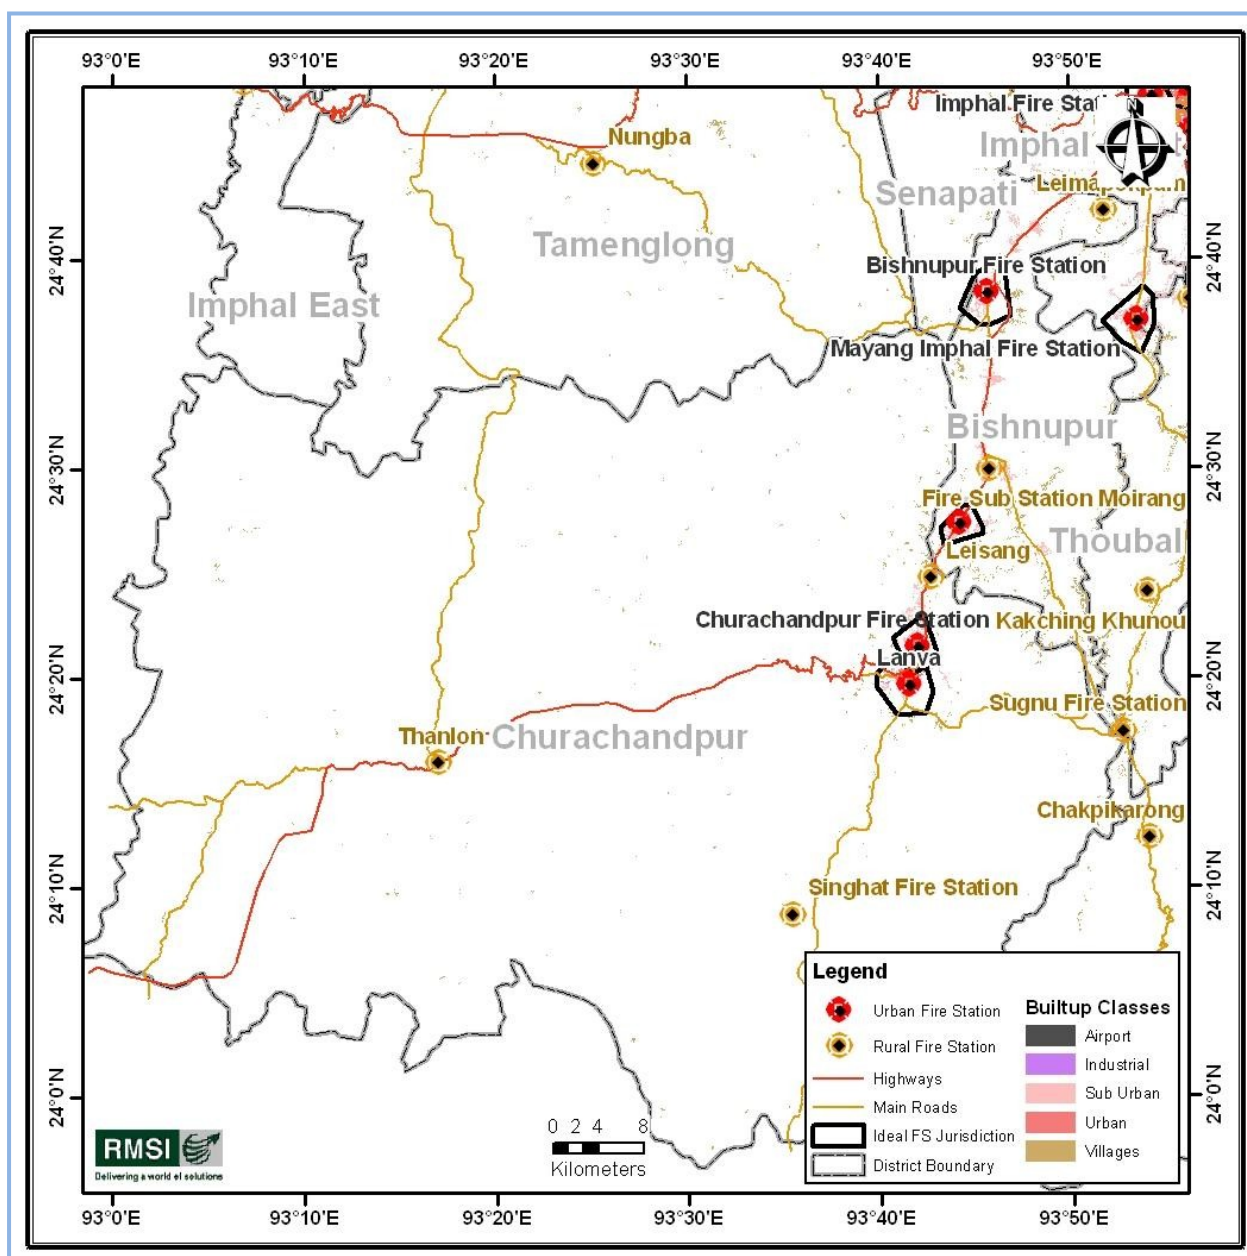 93°0'E 93°10'E 93°20'E 93°30'E 93°40'E 93°50'E
Imphal Fire Stat
N
Nungba
Imphal
t
Senapati
24°40'N
Tamenglong
24°40'N
Bishnupur Fire Station
Imphal East
Mayang Imphal Fire Station
Bishnupur
24°30'N
24°30'N
Fire Sub Station Moirang
Thoubal
Leisang
Churachandpur Fire Station
Kakching Khunou
Lanva
24°20'N
24°20'N
Sugnu Fire Station
Thanlon
Churachandpur
Chakpikarong
24°10'N
Singhat Fire Station
24°10'N
Legend
Urban Fire Station
Rural Fire Station
Highways
Main Roads
Ideal FS Jurisdiction
District Boundary
Builtup Classes
Airport
Industrial
Sub Urban
Urban
Villages
24°0'N
24°0'N
0 2 4 8
Kilometers
RMSI
Delivering a world of solutions
93°0'E 93°10'E 93°20'E 93°30'E 93°40'E 93°50'E